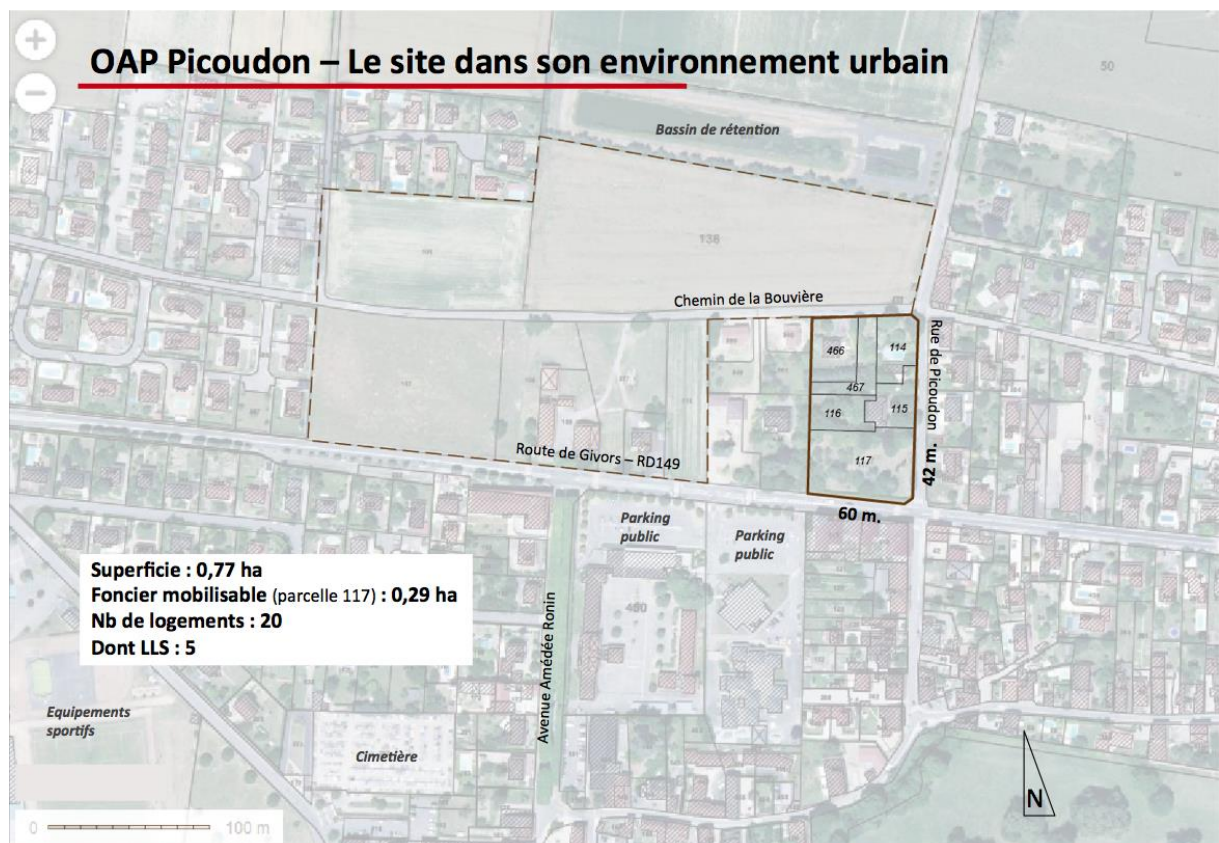 OAP Picoudon – Le site dans son environnement urbain
50
Bassin de rétention
138
Chemin de la Bouvière
Rue de Picoudon
466
114
467
116
115
117
42 m.
Route de Givors – RD149
60 m.
Parking
public
Parking
public
Superficie : 0,77 ha
Foncier mobilisable (parcelle 117) : 0,29 ha
Nb de logements : 20
Dont LLS : 5
Avenue Amédée Ronin
Equipements
sportifs
Cimetière
N
0
100 m